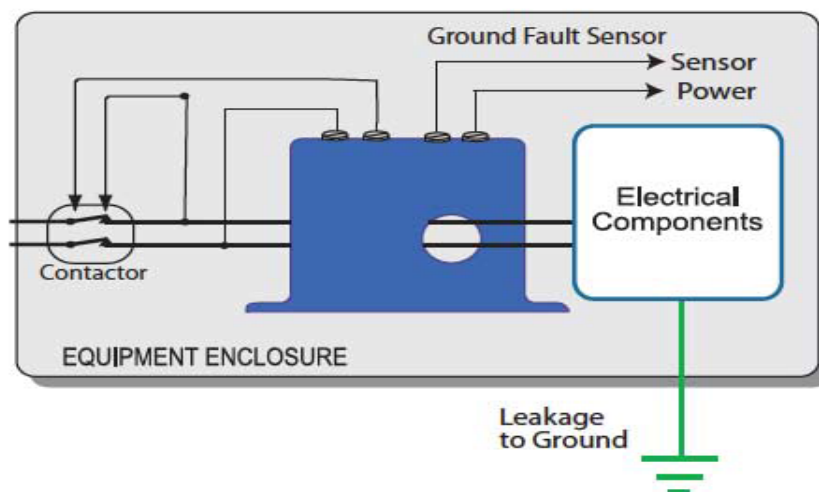 Ground Fault Sensor
Sensor
Power
Electrical
Components
Contactor
EQUIPMENT ENCLOSURE
Leakage
to Ground